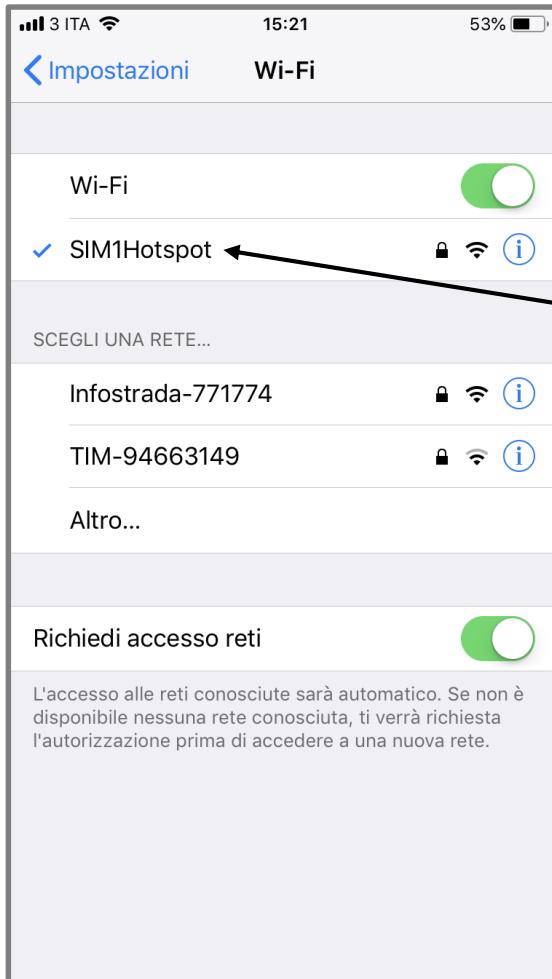 3 ITA 15:21 53%
Impostazioni Wi-Fi
Wi-Fi
SIM1Hotspot
SCEGLI UNA RETE...
Infostrada-771774
TIM-94663149
Altro...
Richiedi accesso reti
L'accesso alle reti conosciute sarà automatico. Se non è
disponibile nessuna rete conosciuta, ti verrà richiesta
l'autorizzazione prima di accedere a una nuova rete.